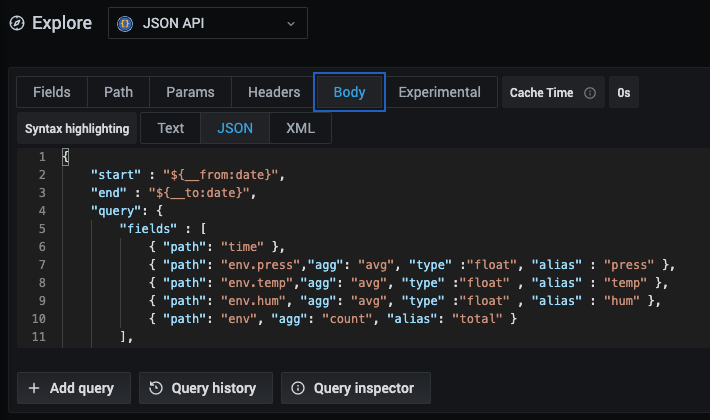 Explore JSON API
Fields Path Params Headers Body Experimental Cache Time 0s
Syntax highlighting Text JSON XML
1 {
2 "start" : "${__from:date}",
3 "end" : "${__to:date}",
4 "query": {
5 "fields" : [
6 { "path": "time" },
7 { "path": "env.press","agg": "avg", "type" :"float", "alias" : "press" },
8 { "path": "env.temp","agg": "avg", "type" :"float" , "alias" : "temp" },
9 { "path": "env.hum", "agg": "avg", "type" :"float" , "alias" : "hum" },
10 { "path": "env", "agg": "count", "alias": "total" }
11 ],
+ Add query Query history Query inspector